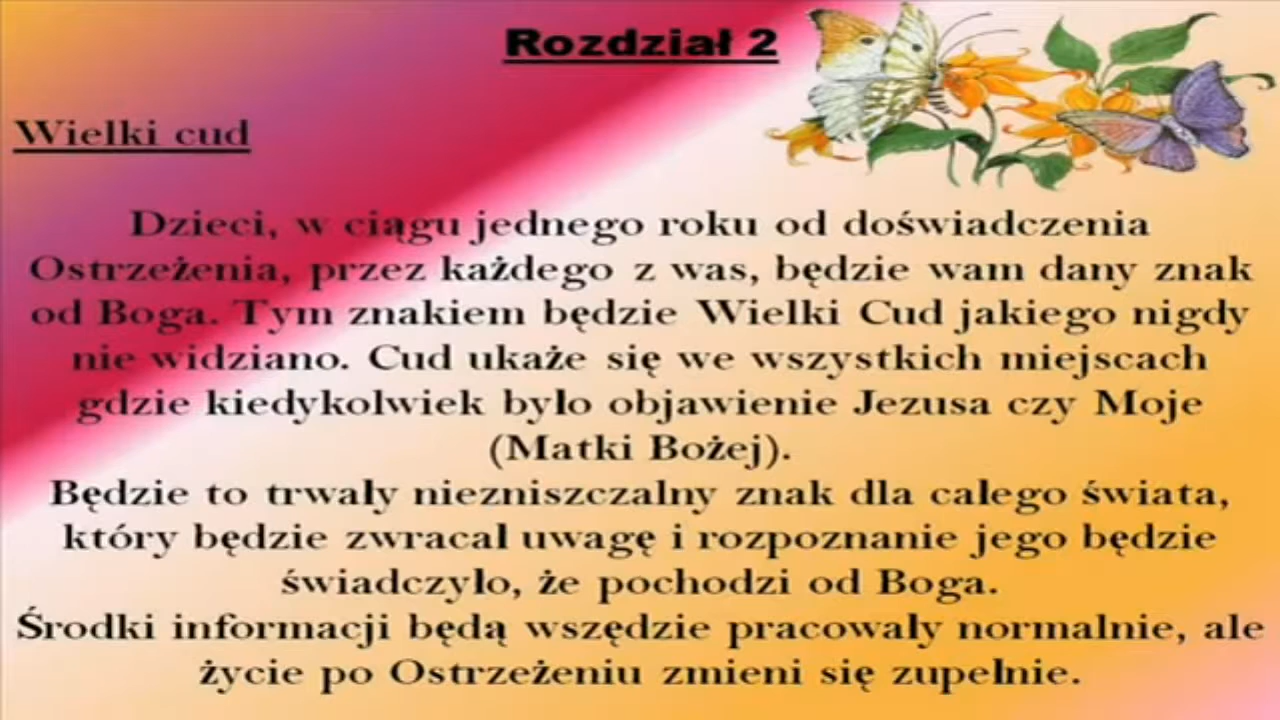 Rozdział 2
Wielki cud
Dzieci, w ciągu jednego roku od doświadczenia
Ostrzeżenia, przez każdego z was, będzie wam dany znak
od Boga. Tym znakiem będzie Wielki Cud jakiego nigdy
nie widziano. Cud ukaże się we wszystkich miejscach
gdzie kiedykolwiek było objawienie Jezusa czy Moje
(Matki Bożej).
Będzie to trwały niezniszczalny znak dla całego świata,
który będzie zwracał uwagę i rozpoznanie jego będzie
świadczyło, że pochodzi od Boga.
Środki informacji będą wszędzie pracowały normalnie, ale
życie po Ostrzeżeniu zmieni się zupełnie.